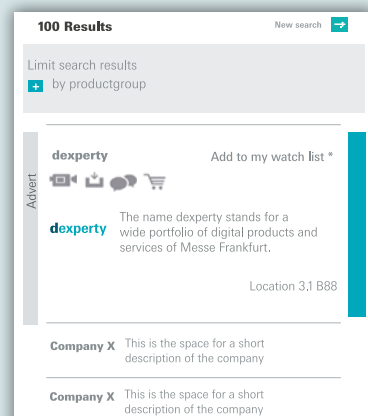 100 Results
New search
Limit search results
+ by productgroup
Advert
dexperty
Add to my watch list *
dexperty
The name dexperty stands for a
wide portfolio of digital products and
services of Messe Frankfurt.
Location 3.1 B88
Company X
This is the space for a short
description of the company
Company X
This is the space for a short
description of the company